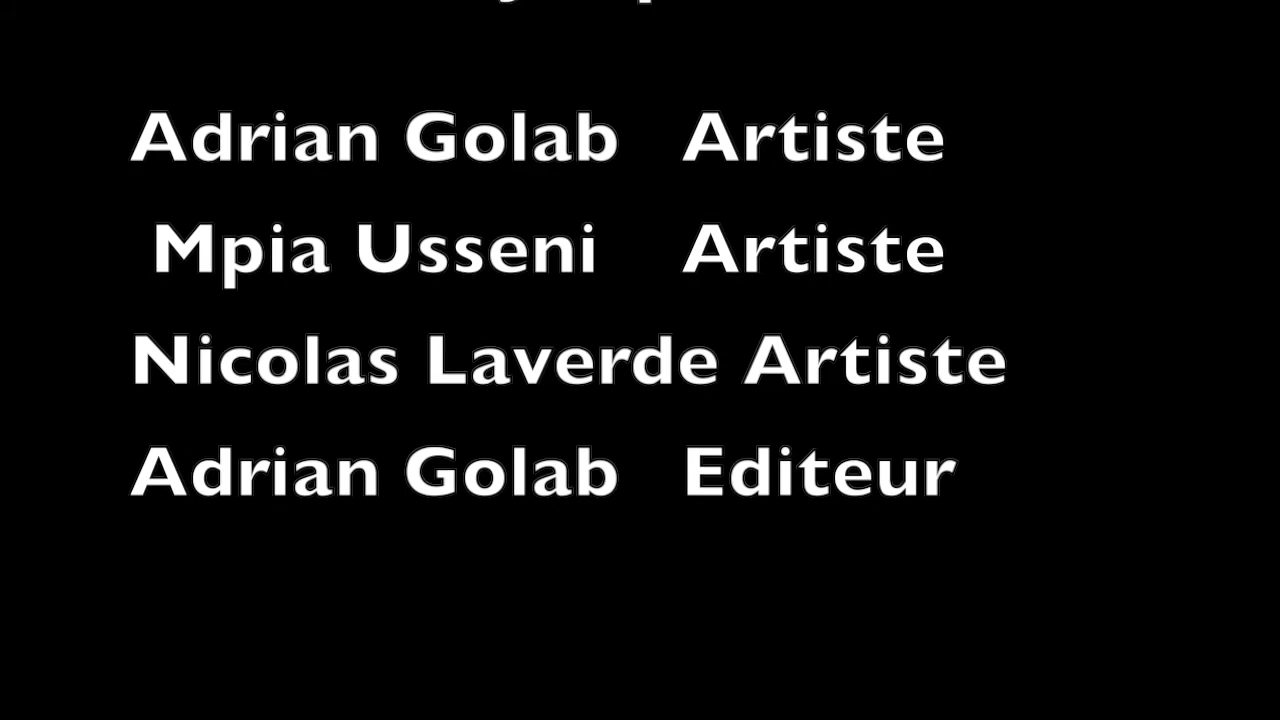 Adrian Golab Artiste
Mpia Usseni Artiste
Nicolas Laverde Artiste
Adrian Golab Editeur